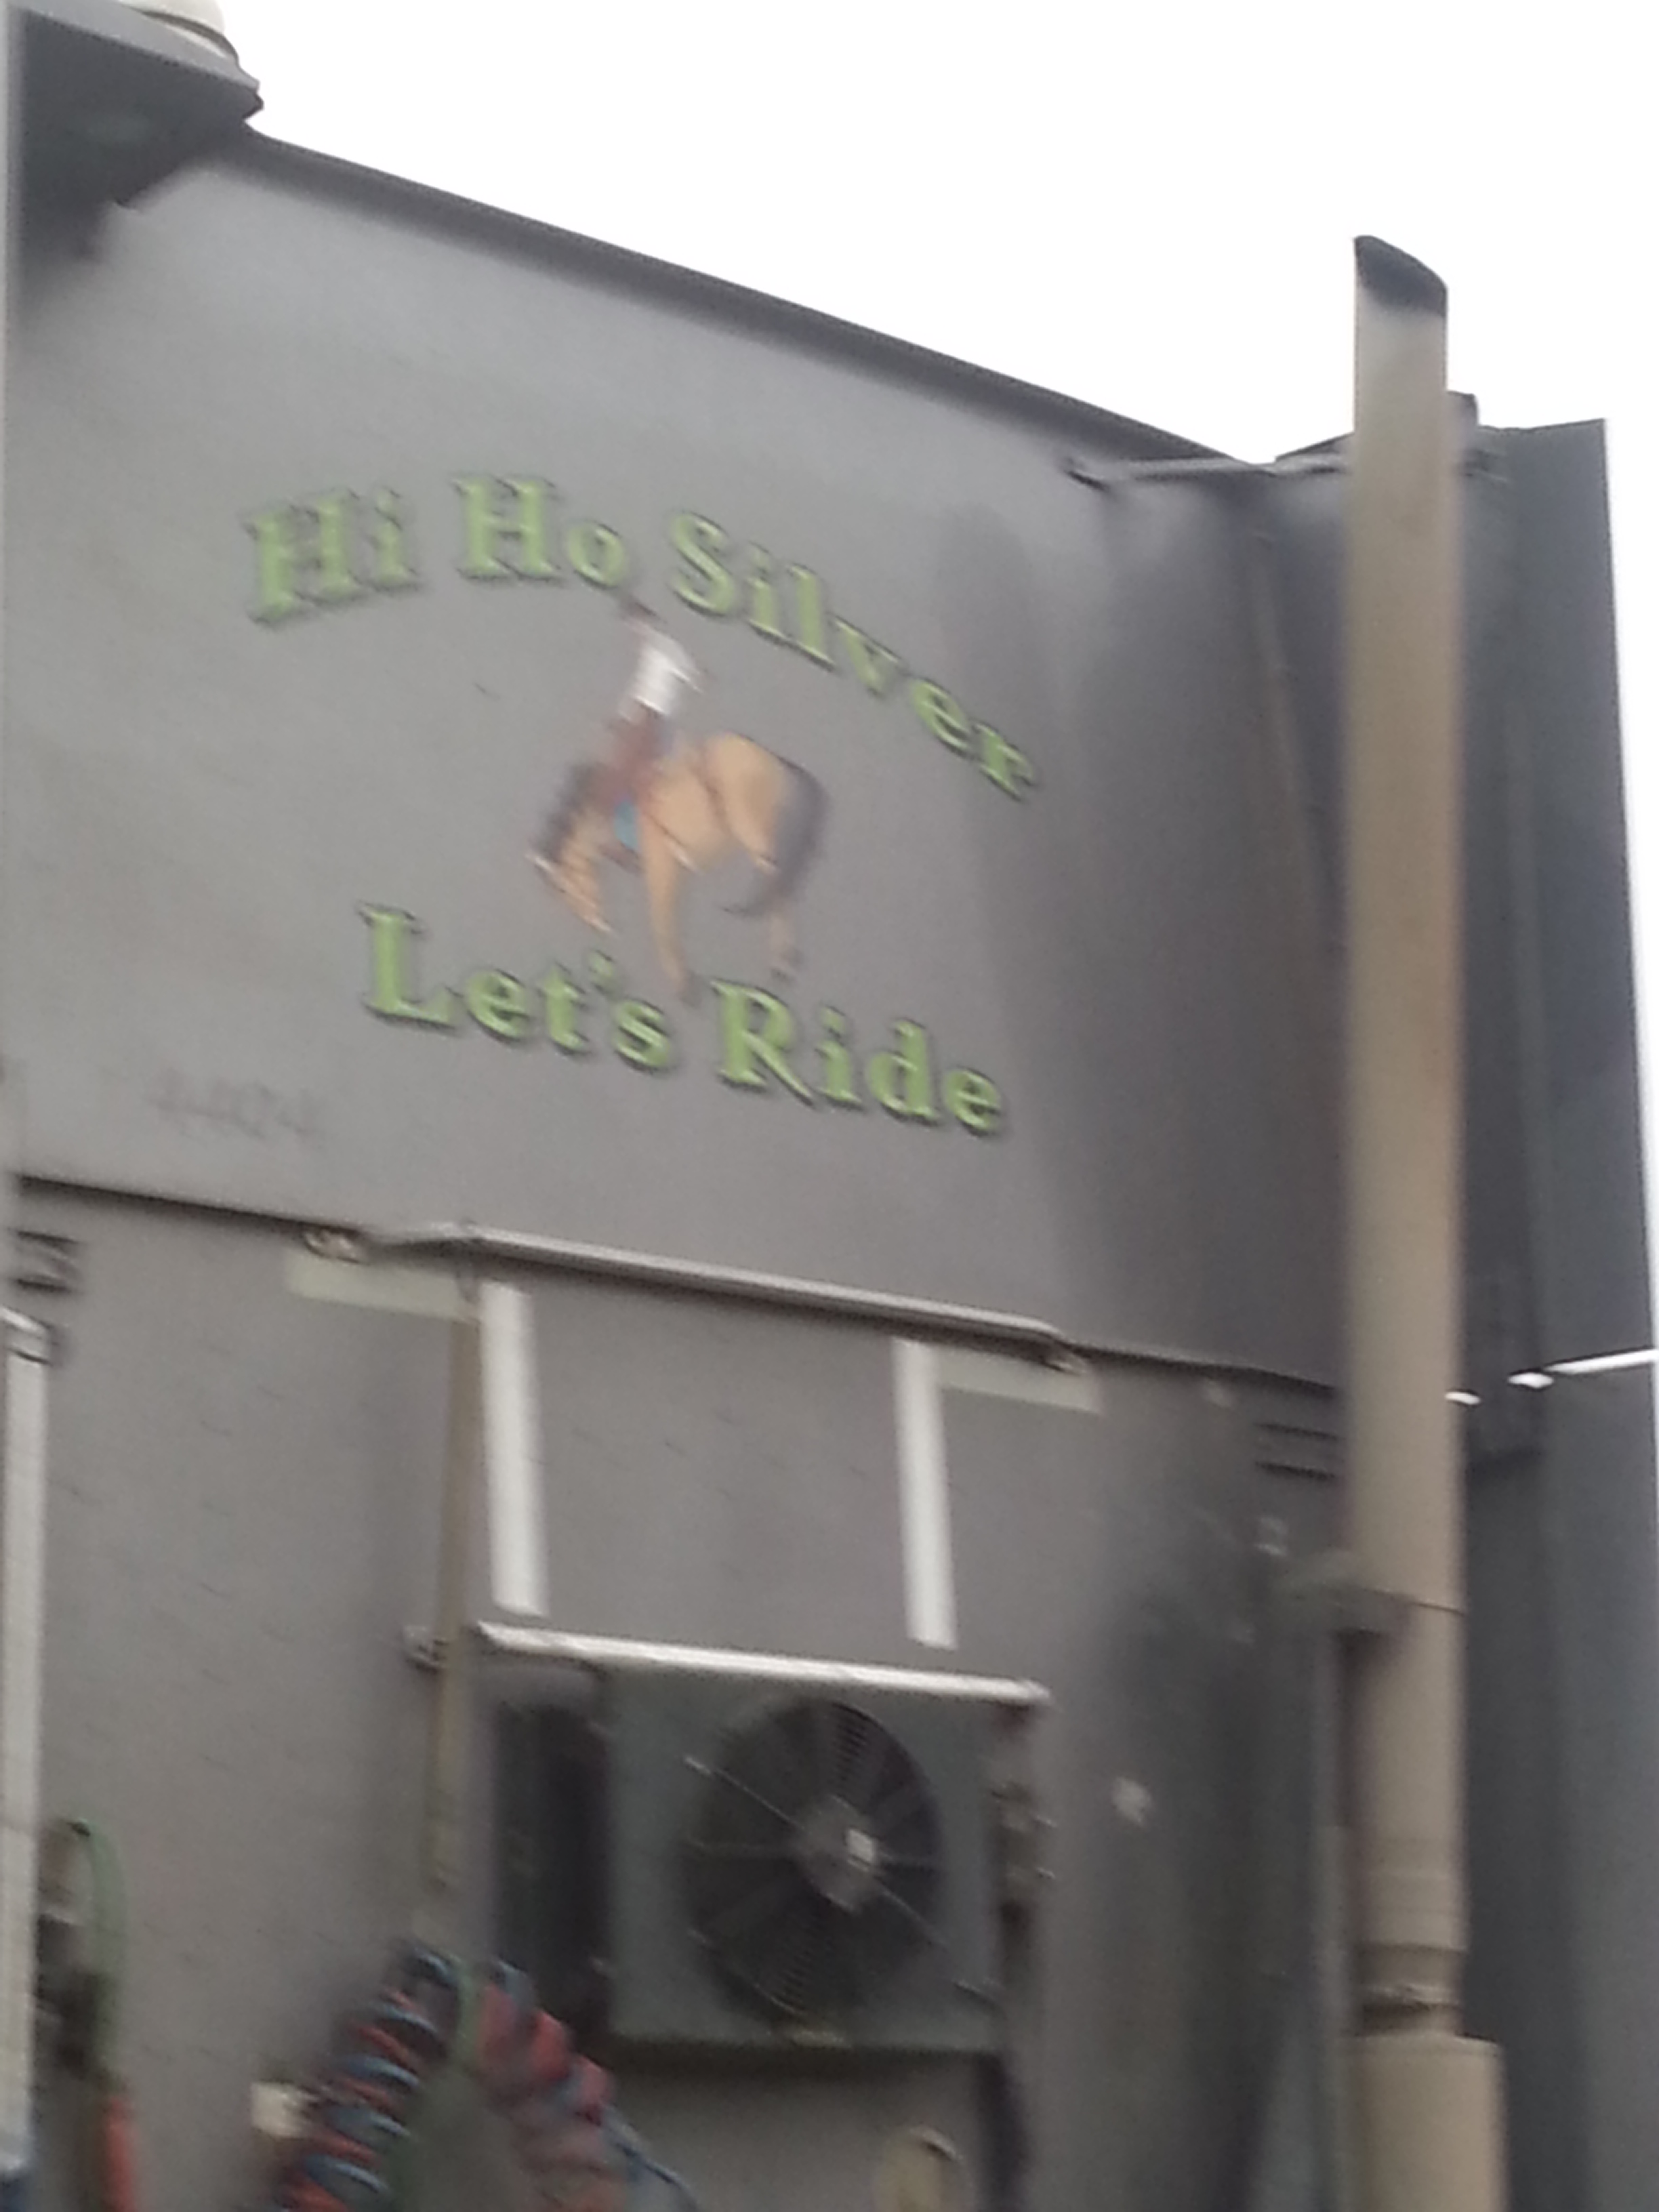 Hi Ho Silver
Let's Ride